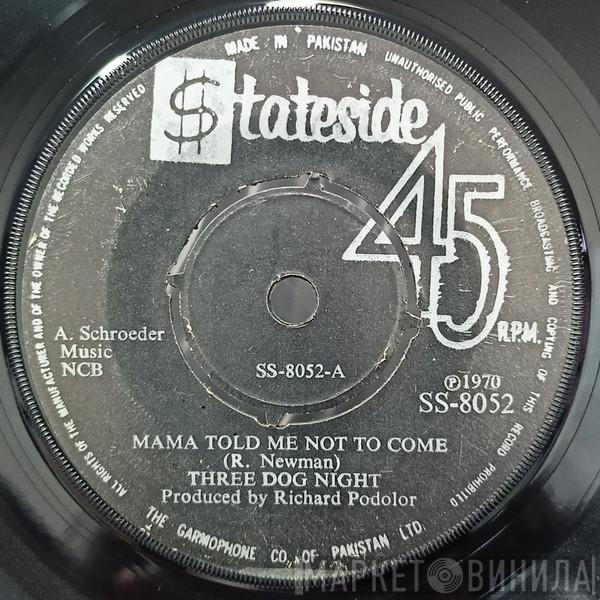 MADE IN PAKISTAN
UNAUTHORISED PUBLIC PERFORMANCE BROADCASTING AND COPYING OF THIS RECORD PROHIBITED
ALL RIGHTS OF THE MANUFACTURER AND OF THE OWNER OF THE RECORDED WORKS RESERVED
$tateside
45
R.P.M.
A. Schroeder
Music
NCB
SS-8052-A
℗1970
SS-8052
MAMA TOLD ME NOT TO COME
(R. Newman)
THREE DOG NIGHT
Produced by Richard Podolor
THE GARMOPHONE CO. OF PAKISTAN LTD.
МАРКЕТ ВИНИЛА